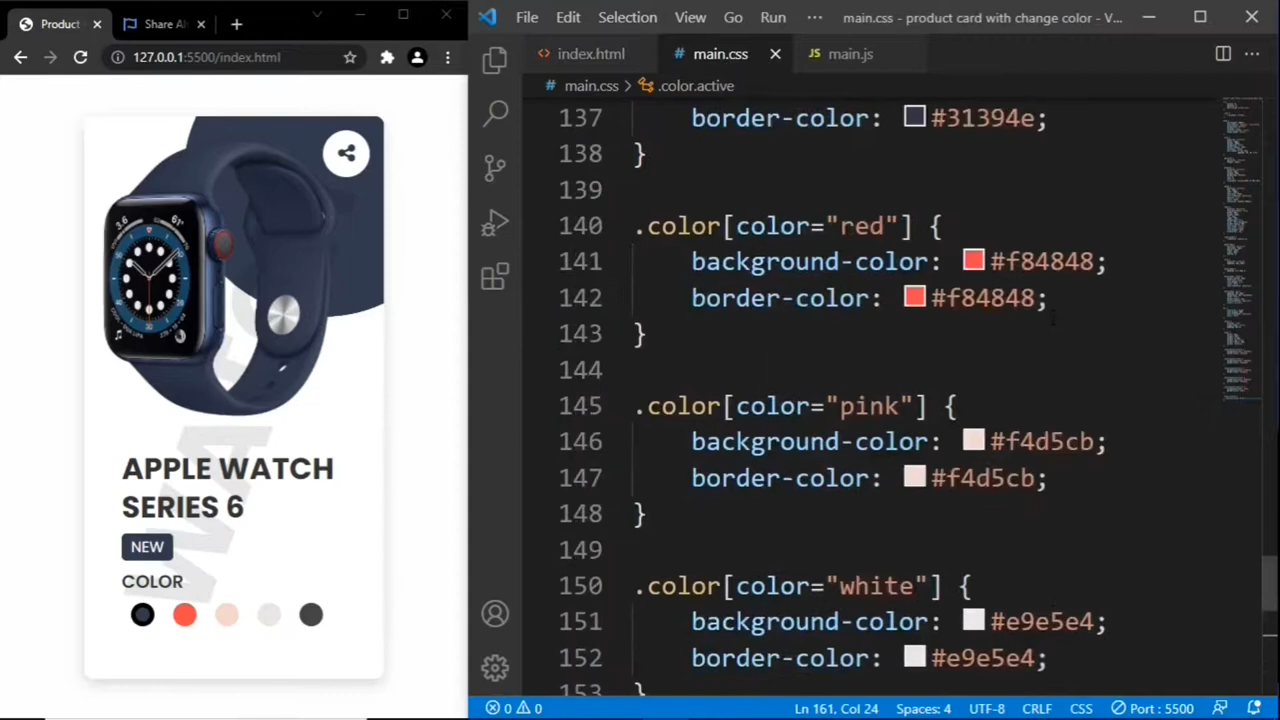 Product
Share Al
127.0.0.1:5500/index.html
APPLE WATCH
SERIES 6
NEW
COLOR
File Edit Selection View Go Run ··· main.css - product card with change color - V...
index.html
main.css
main.js
main.css > .color.active
137 border-color: #31394e;
138 }
139
140 .color[color="red"] {
141 background-color: #f84848;
142 border-color: #f84848;
143 }
144
145 .color[color="pink"] {
146 background-color: #f4d5cb;
147 border-color: #f4d5cb;
148 }
149
150 .color[color="white"] {
151 background-color: #e9e5e4;
152 border-color: #e9e5e4;
153 }
0 0 Ln 161, Col 24 Spaces: 4 UTF-8 CRLF CSS Port : 5500